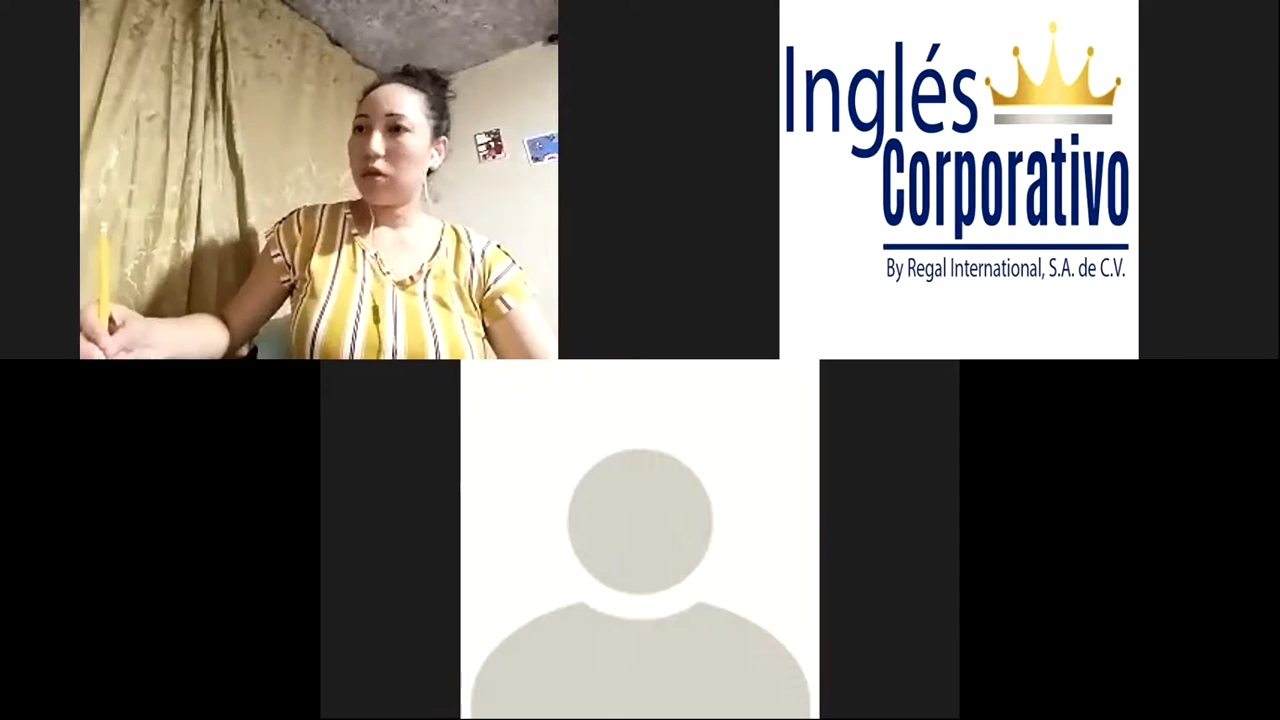 Inglés
Corporativo
By Regal International, S.A. de C.V.